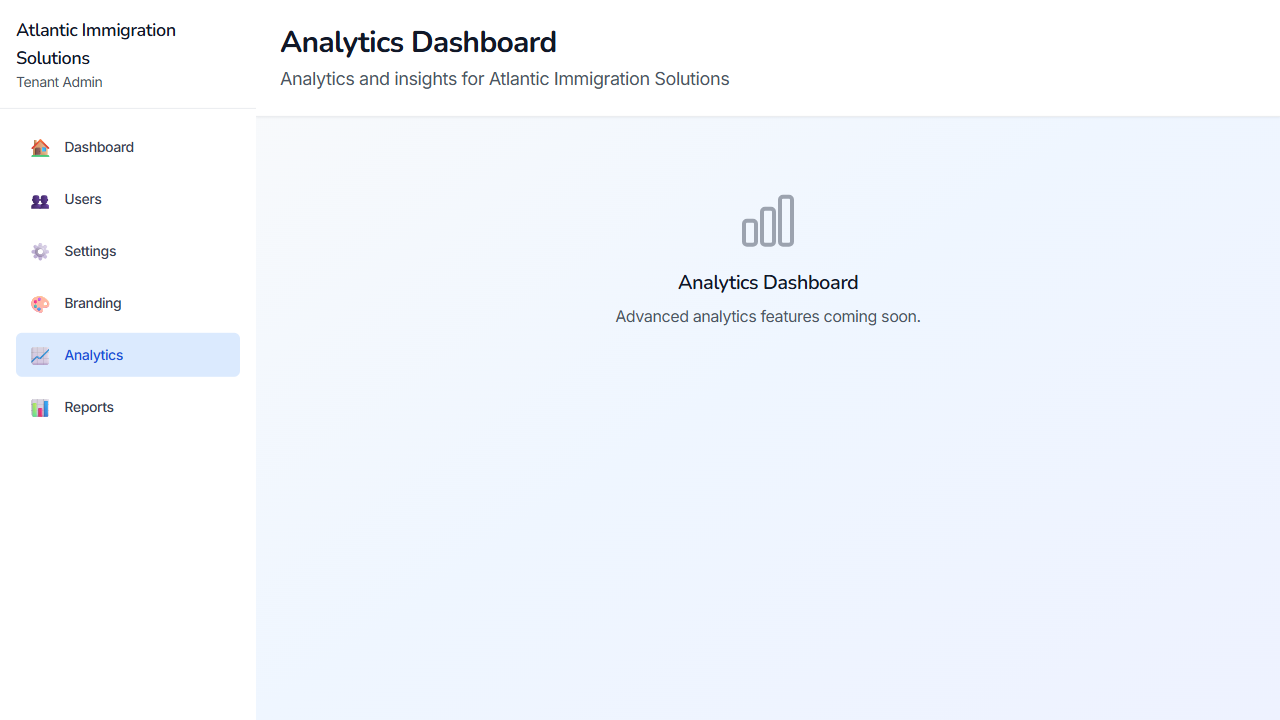 Atlantic Immigration
Solutions
Tenant Admin
Dashboard
Users
Settings
Branding
Analytics
Reports
Analytics Dashboard
Analytics and insights for Atlantic Immigration Solutions
Analytics Dashboard
Advanced analytics features coming soon.